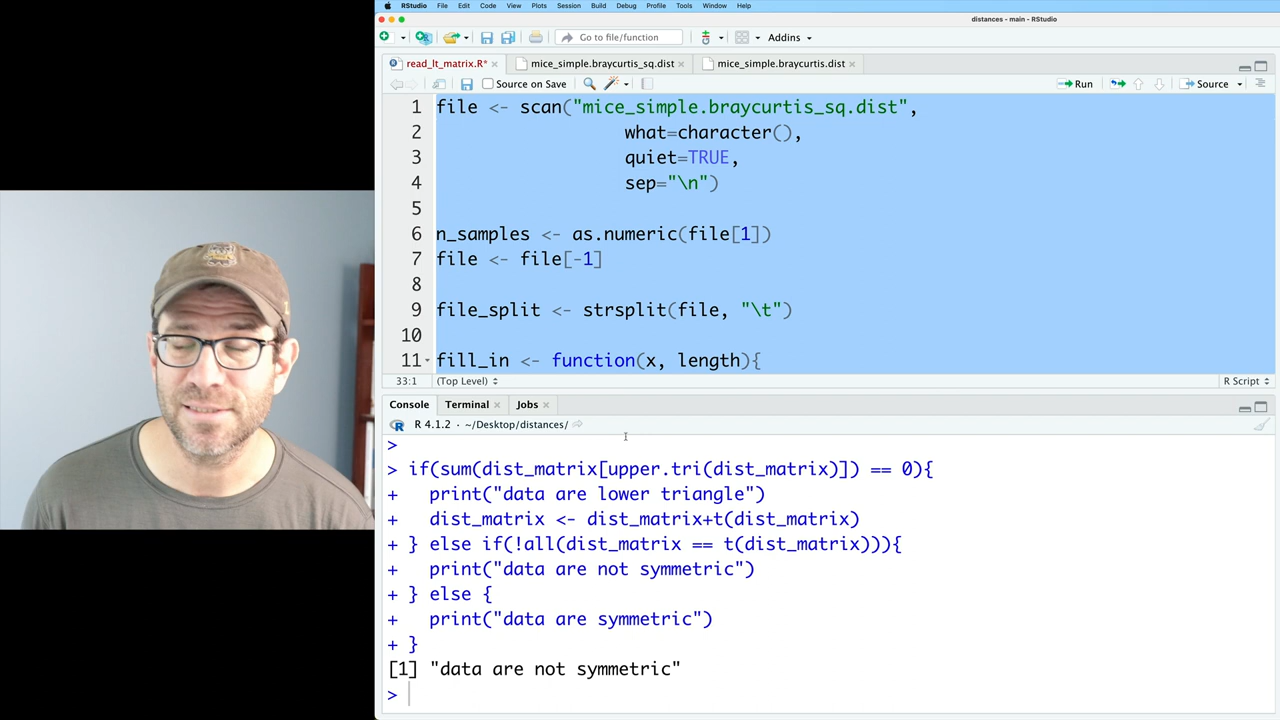 RStudio File Edit Code View Plots Session Build Debug Profile Tools Window Help
distances - main - RStudio
Go to file/function Addins
read_lt_matrix.R* mice_simple.braycurtis_sq.dist mice_simple.braycurtis.dist
Source on Save Run Source
1 file <- scan("mice_simple.braycurtis_sq.dist",
2 what=character(),
3 quiet=TRUE,
4 sep="\n")
5
6 n_samples <- as.numeric(file[1])
7 file <- file[-1]
8
9 file_split <- strsplit(file, "\t")
10
11 fill_in <- function(x, length){
33:1 (Top Level) R Script
Console Terminal Jobs
R 4.1.2 · ~/Desktop/distances/
>
> if(sum(dist_matrix[upper.tri(dist_matrix)]) == 0){
+ print("data are lower triangle")
+ dist_matrix <- dist_matrix+t(dist_matrix)
+ } else if(!all(dist_matrix == t(dist_matrix))){
+ print("data are not symmetric")
+ } else {
+ print("data are symmetric")
+ }
[1] "data are not symmetric"
>